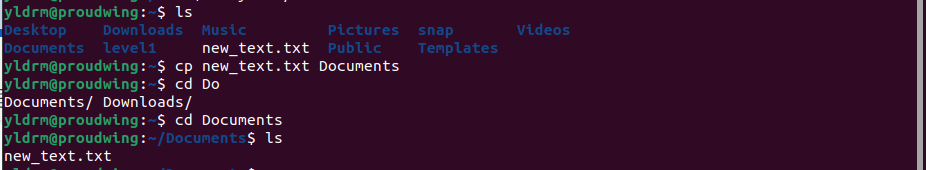 yldrm@proudwing:~$ ls
Desktop Downloads Music Pictures snap Videos
Documents level1 new_text.txt Public Templates
yldrm@proudwing:~$ cp new_text.txt Documents
yldrm@proudwing:~$ cd Do
Documents/ Downloads/
yldrm@proudwing:~$ cd Documents
yldrm@proudwing:~/Documents$ ls
new_text.txt